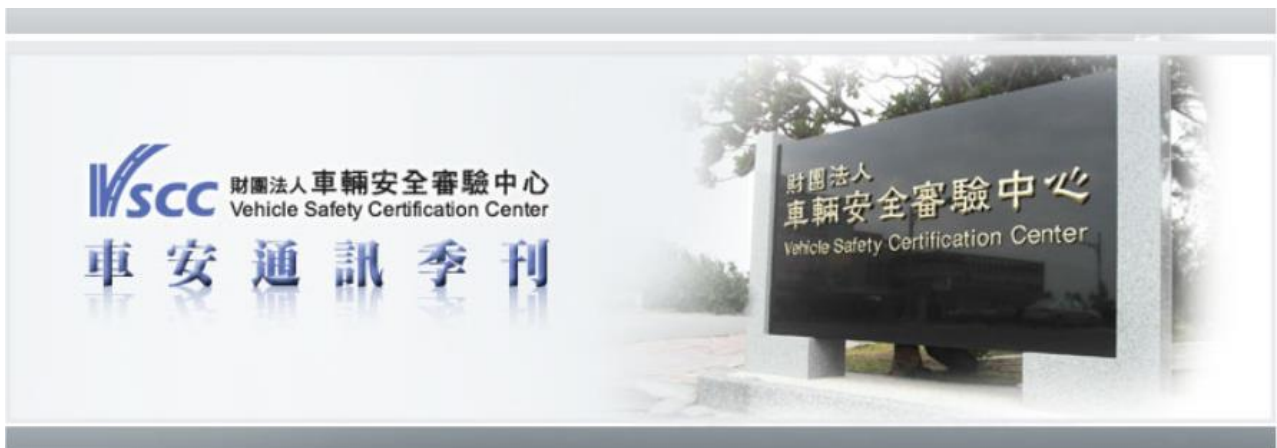 VSCC 財團法人車輛安全審驗中心
Vehicle Safety Certification Center
車安通訊季刊
財團法人
車輛安全審驗中心
Vehicle Safety Certification Center